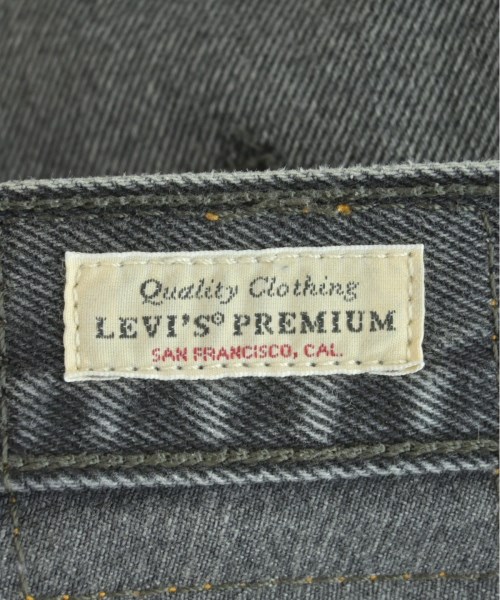 Quality Clothing
LEVI'S® PREMIUM
SAN FRANCISCO, CAL.